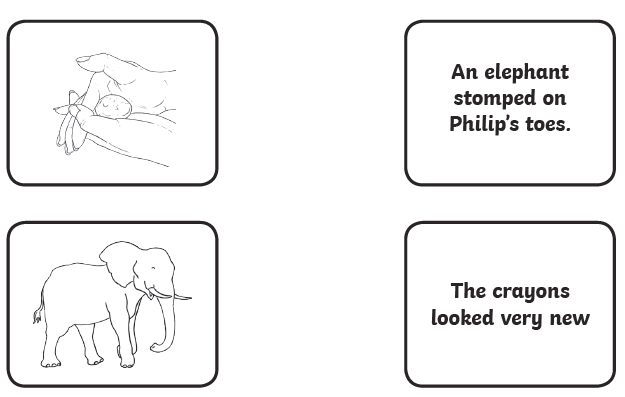 An elephant
stomped on
Philip's toes.
The crayons
looked very new